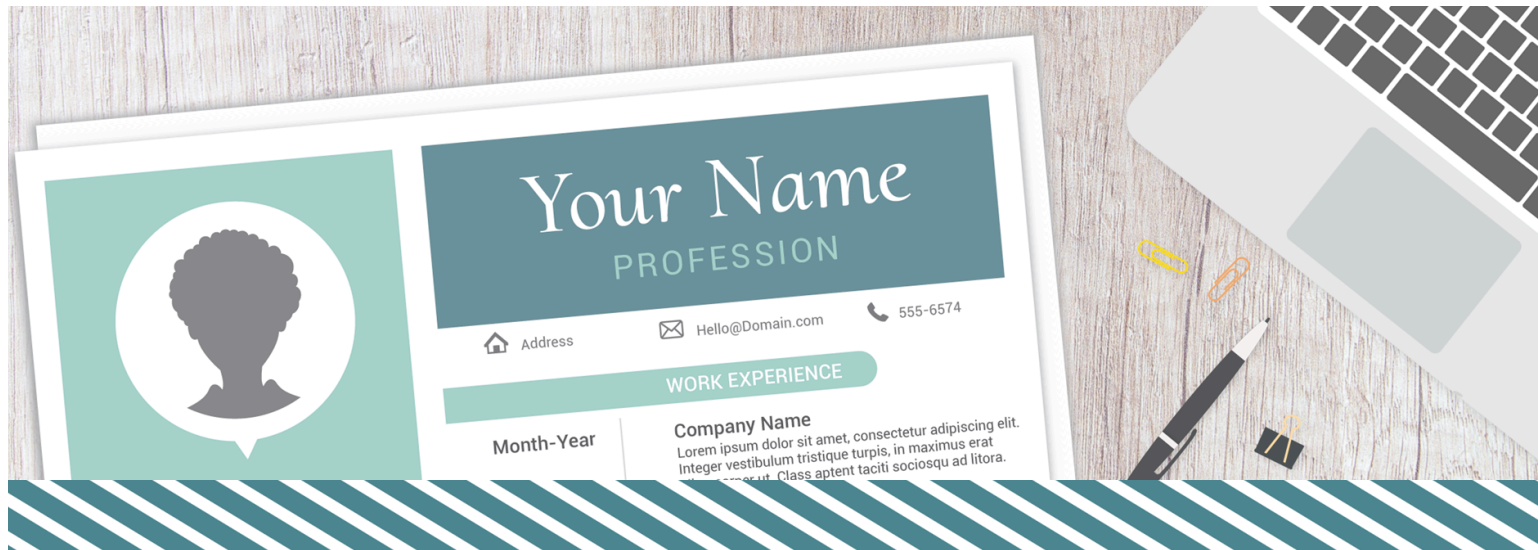 Your Name
PROFESSION
Address
Hello@Domain.com
555-6574
WORK EXPERIENCE
Month-Year
Company Name
Lorem ipsum dolor sit amet, consectetur adipiscing elit.
Integer vestibulum tristique turpis, in maximus erat
ut. Class aptent taciti sociosqu ad litora.